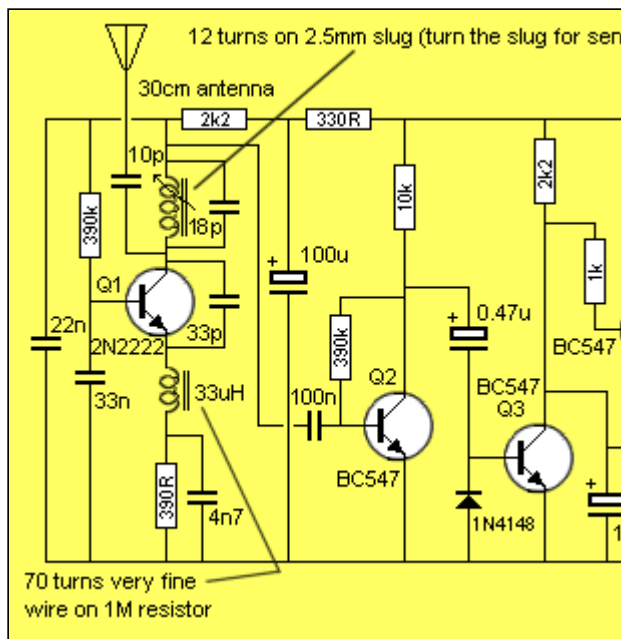 12 turns on 2.5mm slug (turn the slug for sen
30cm antenna
2k2
330R
10p
390k
18p
10k
2k2
1k
Q1
100u
+
0.47u
+
22n
2N2222
33p
390k
BC547
33n
33uH
100n
Q2
BC547
Q3
BC547
390R
4n7
1N4148
+
1
70 turns very fine
wire on 1M resistor